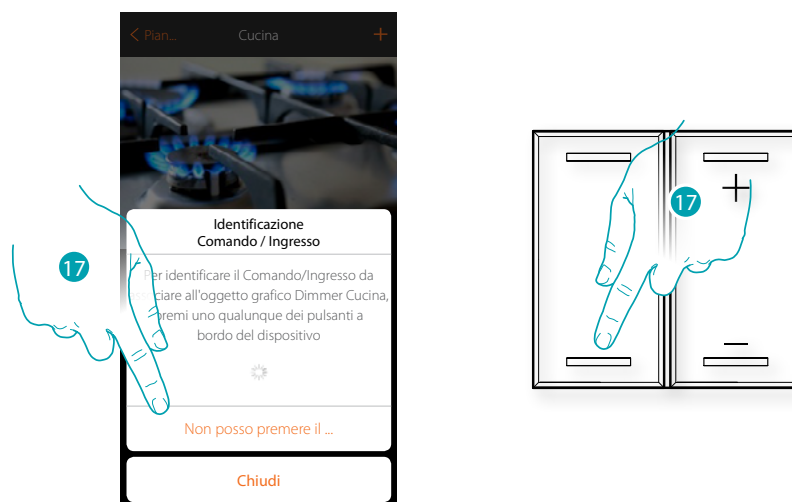 Pian... Cucina +
Identificazione
Comando / Ingresso
er identificare il Comando/Ingresso da
ciare all'oggetto grafico Dimmer Cucina,
premi uno qualunque dei pulsanti a
bordo del dispositivo
Non posso premere il ...
Chiudi
17
17
+
–